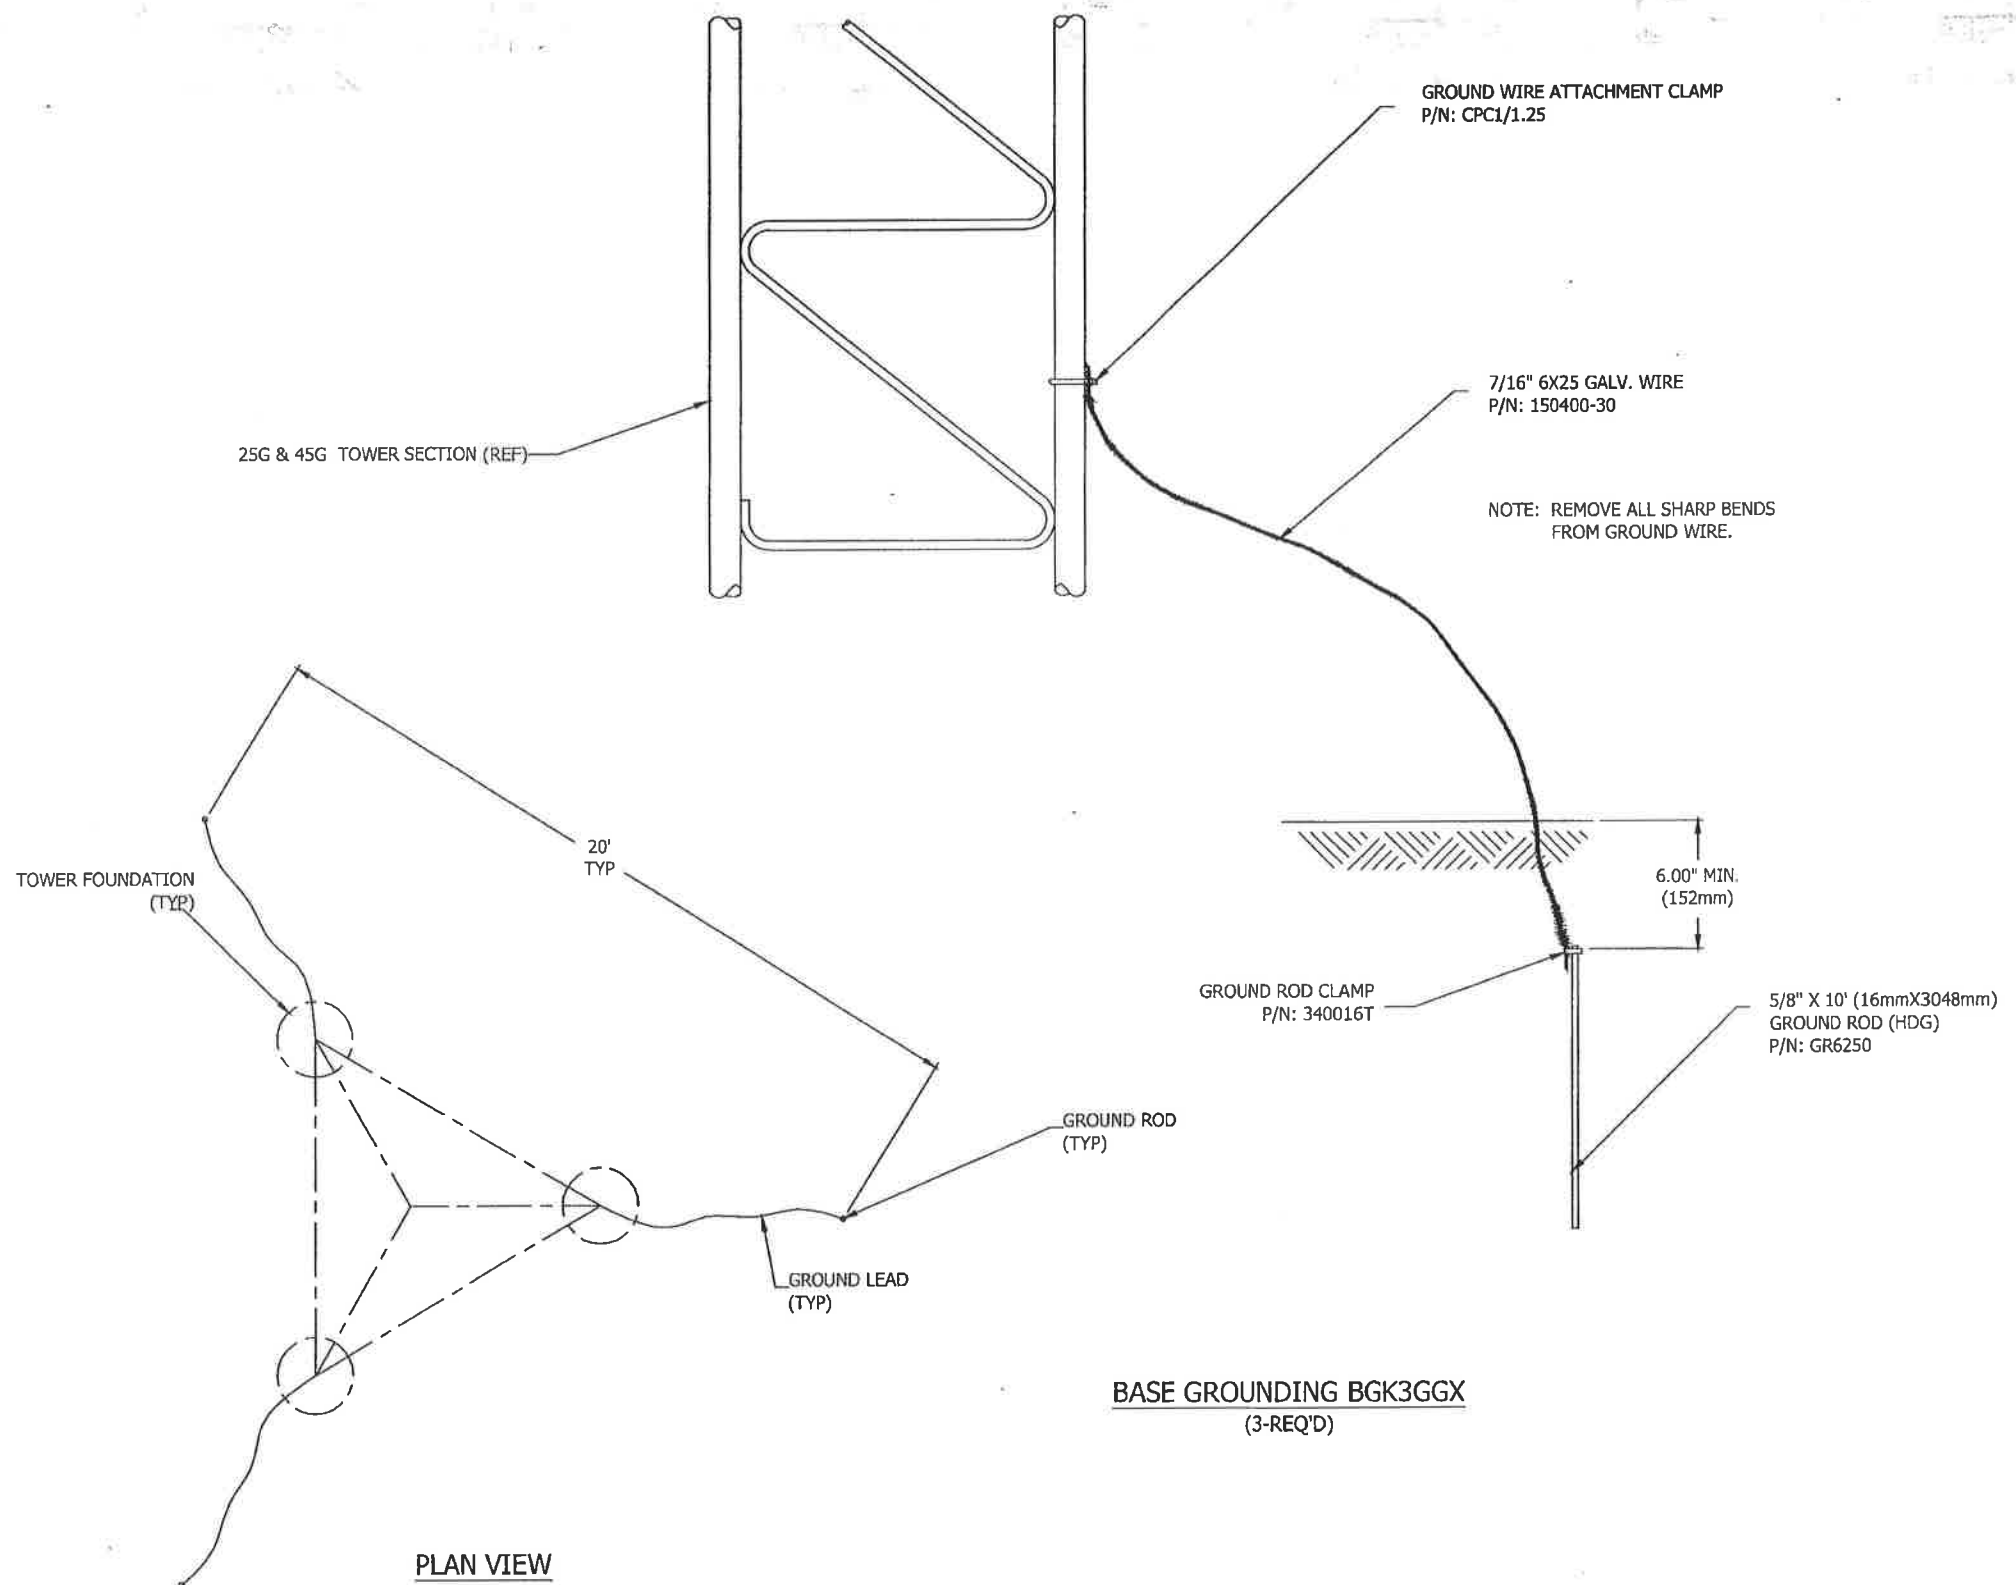 GROUND WIRE ATTACHMENT CLAMP
P/N: CPC1/1.25
7/16" 6X25 GALV. WIRE
P/N: 150400-30
25G & 45G TOWER SECTION (REF)
NOTE: REMOVE ALL SHARP BENDS
FROM GROUND WIRE.
20'
TYP
TOWER FOUNDATION
(TYP)
6.00" MIN.
(152mm)
GROUND ROD CLAMP
P/N: 340016T
5/8" X 10' (16mmX3048mm)
GROUND ROD (HDG)
P/N: GR6250
GROUND ROD
(TYP)
GROUND LEAD
(TYP)
BASE GROUNDING BGK3GGX
(3-REQ'D)
PLAN VIEW